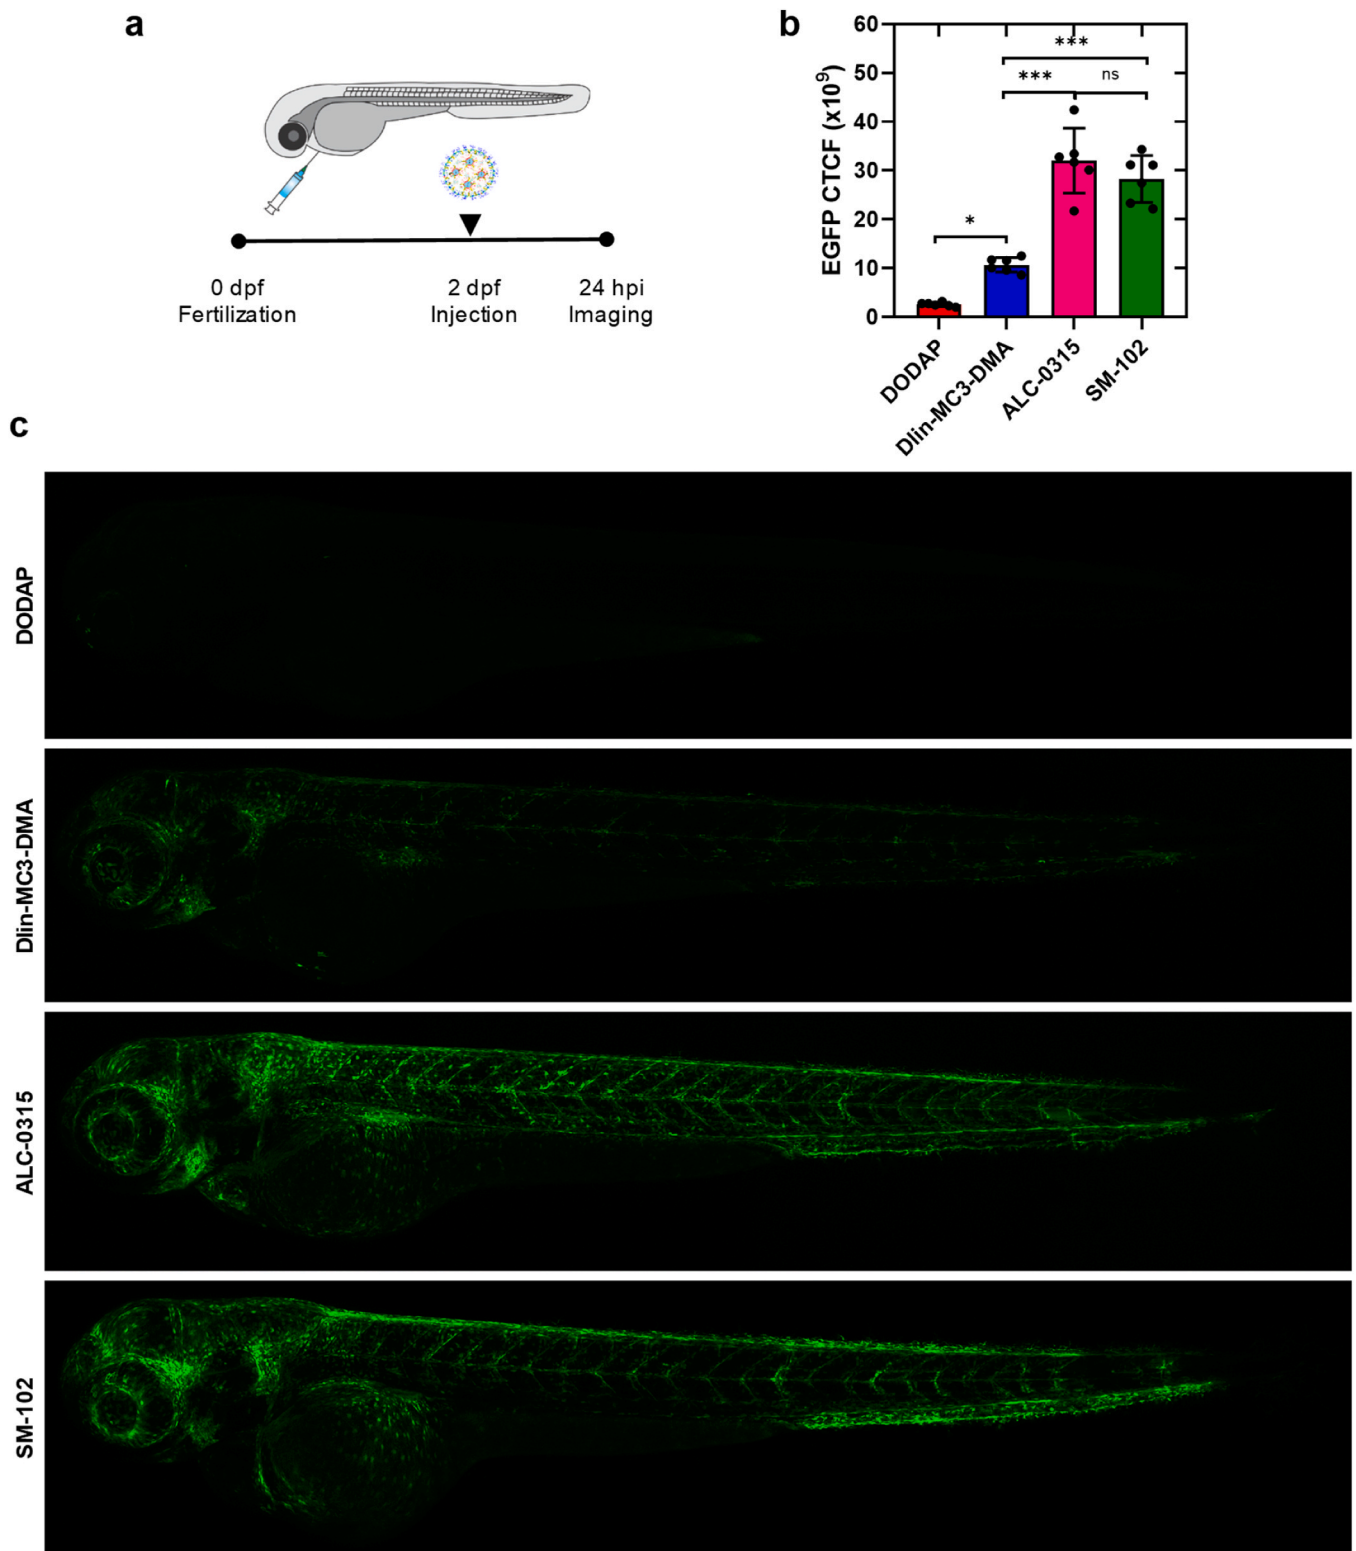 a
0 dpf
Fertilization
2 dpf
Injection
24 hpi
Imaging
b
EGFP CTCF (x10⁹)
60
50
40
30
20
10
0
***
***
ns
*
DODAP
Dlin-MC3-DMA
ALC-0315
SM-102
c
DODAP
Dlin-MC3-DMA
ALC-0315
SM-102